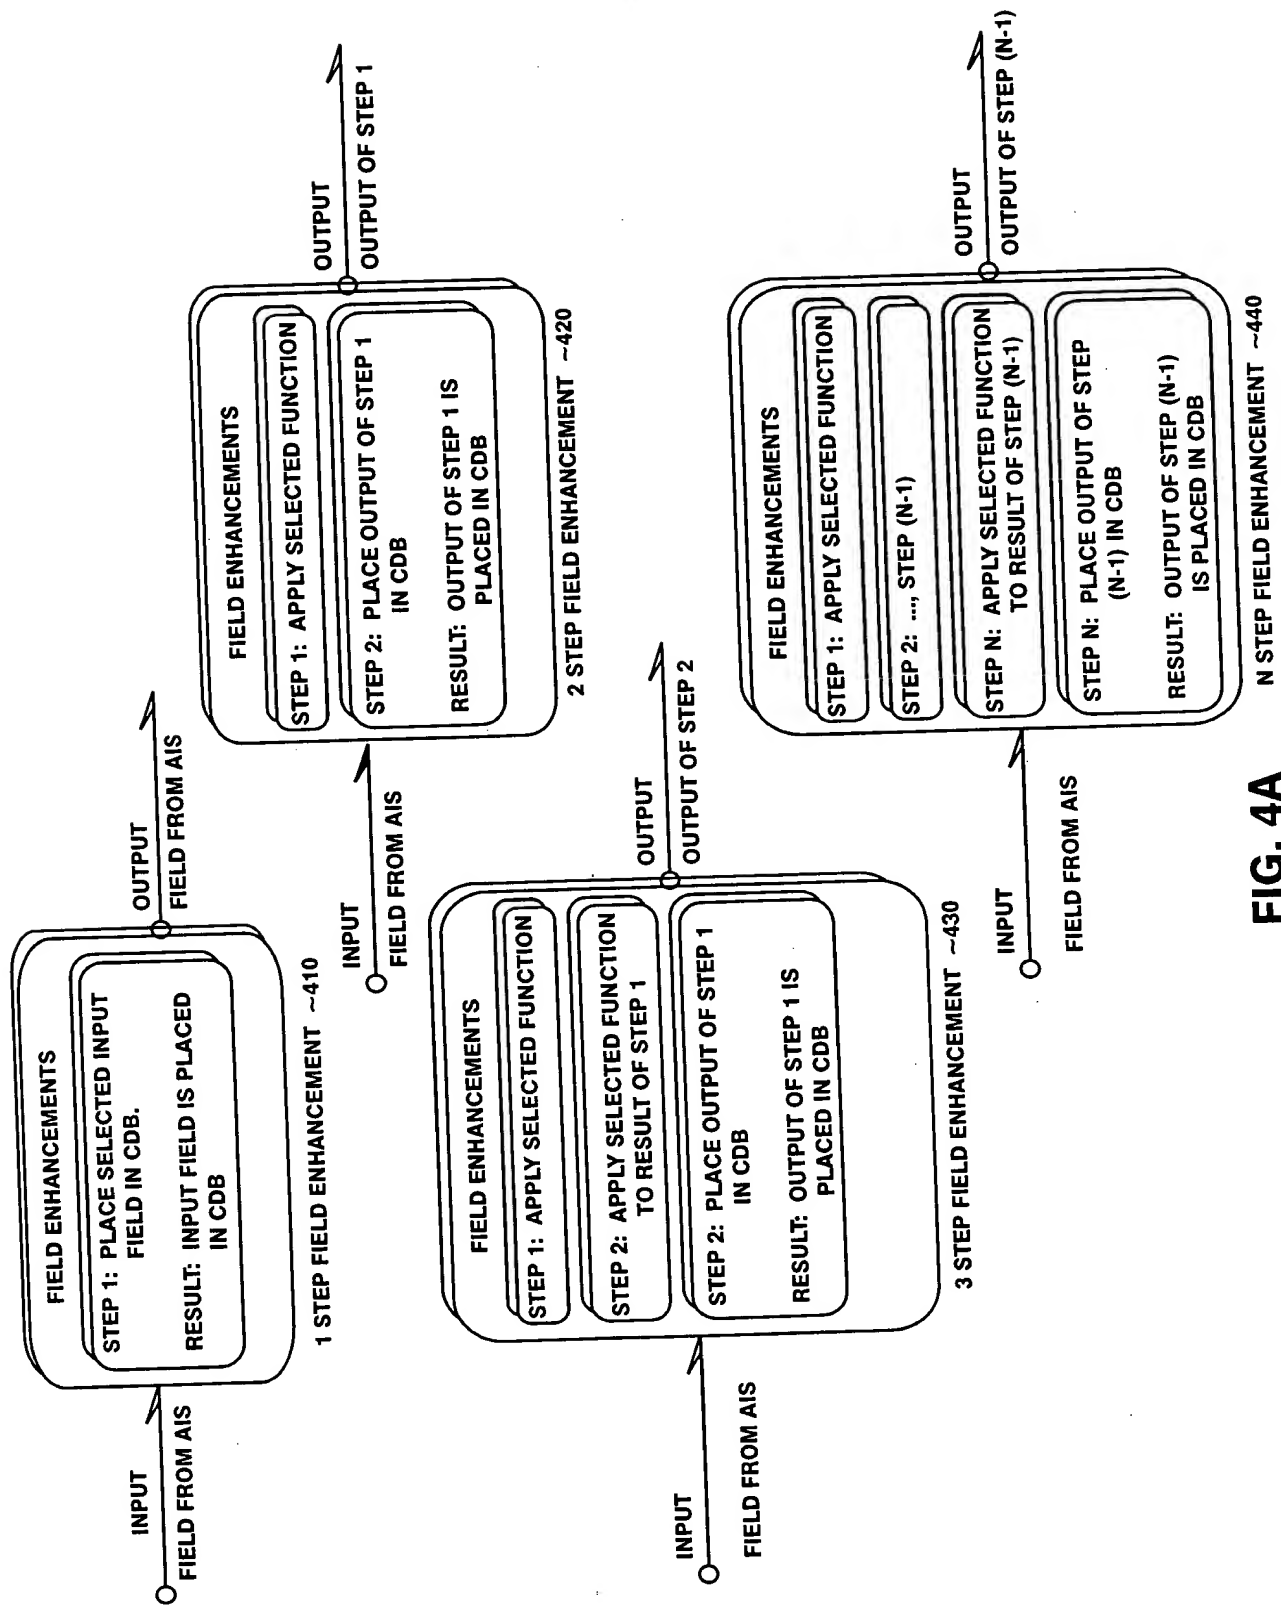 INPUT
FIELD FROM AIS
FIELD ENHANCEMENTS
STEP 1: PLACE SELECTED INPUT
FIELD IN CDB.
RESULT: INPUT FIELD IS PLACED
IN CDB
1 STEP FIELD ENHANCEMENT ~410
OUTPUT
FIELD FROM AIS
INPUT
FIELD FROM AIS
FIELD ENHANCEMENTS
STEP 1: APPLY SELECTED FUNCTION
STEP 2: PLACE OUTPUT OF STEP 1
IN CDB
RESULT: OUTPUT OF STEP 1 IS
PLACED IN CDB
2 STEP FIELD ENHANCEMENT ~420
OUTPUT
OUTPUT OF STEP 1
INPUT
FIELD FROM AIS
FIELD ENHANCEMENTS
STEP 1: APPLY SELECTED FUNCTION
STEP 2: APPLY SELECTED FUNCTION
TO RESULT OF STEP 1
STEP 2: PLACE OUTPUT OF STEP 1
IN CDB
RESULT: OUTPUT OF STEP 1 IS
PLACED IN CDB
3 STEP FIELD ENHANCEMENT ~430
OUTPUT
OUTPUT OF STEP 2
INPUT
FIELD FROM AIS
FIELD ENHANCEMENTS
STEP 1: APPLY SELECTED FUNCTION
STEP 2: ..., STEP (N-1)
STEP N: APPLY SELECTED FUNCTION
TO RESULT OF STEP (N-1)
STEP N: PLACE OUTPUT OF STEP
(N-1) IN CDB
RESULT: OUTPUT OF STEP (N-1)
IS PLACED IN CDB
N STEP FIELD ENHANCEMENT ~440
OUTPUT
OUTPUT OF STEP (N-1)
FIG. 4A